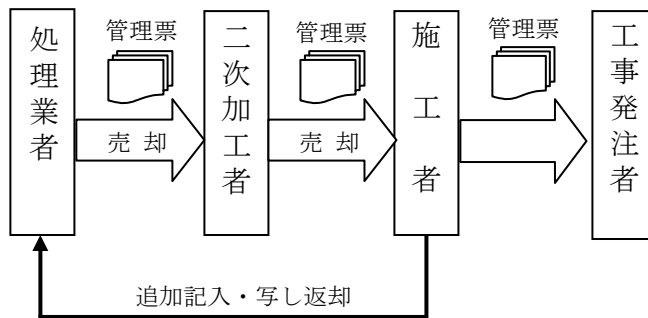 処理業者
管理票
売却
二次加工者
管理票
売却
施工者
管理票
工事発注者
追加記入・写し返却